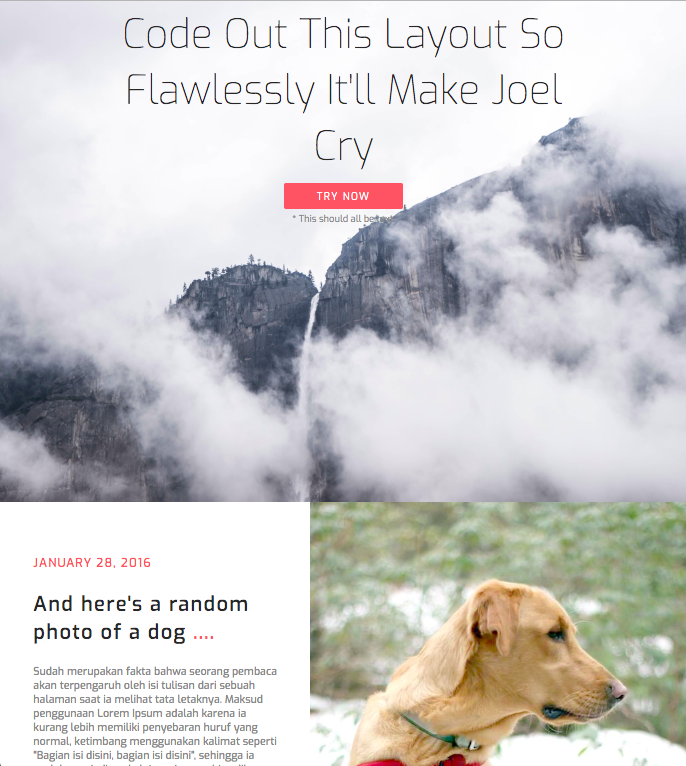 Code Out This Layout So
Flawlessly It'll Make Joel
Cry
TRY NOW
* This should all be
JANUARY 28, 2016
And here's a random
photo of a dog ....
Sudah merupakan fakta bahwa seorang pembaca
akan terpengaruh oleh isi tulisan dari sebuah
halaman saat ia melihat tata letaknya. Maksud
penggunaan Lorem Ipsum adalah karena ia
kurang lebih memiliki penyebaran huruf yang
normal, ketimbang menggunakan kalimat seperti
"Bagian isi disini, bagian isi disini", sehingga ia